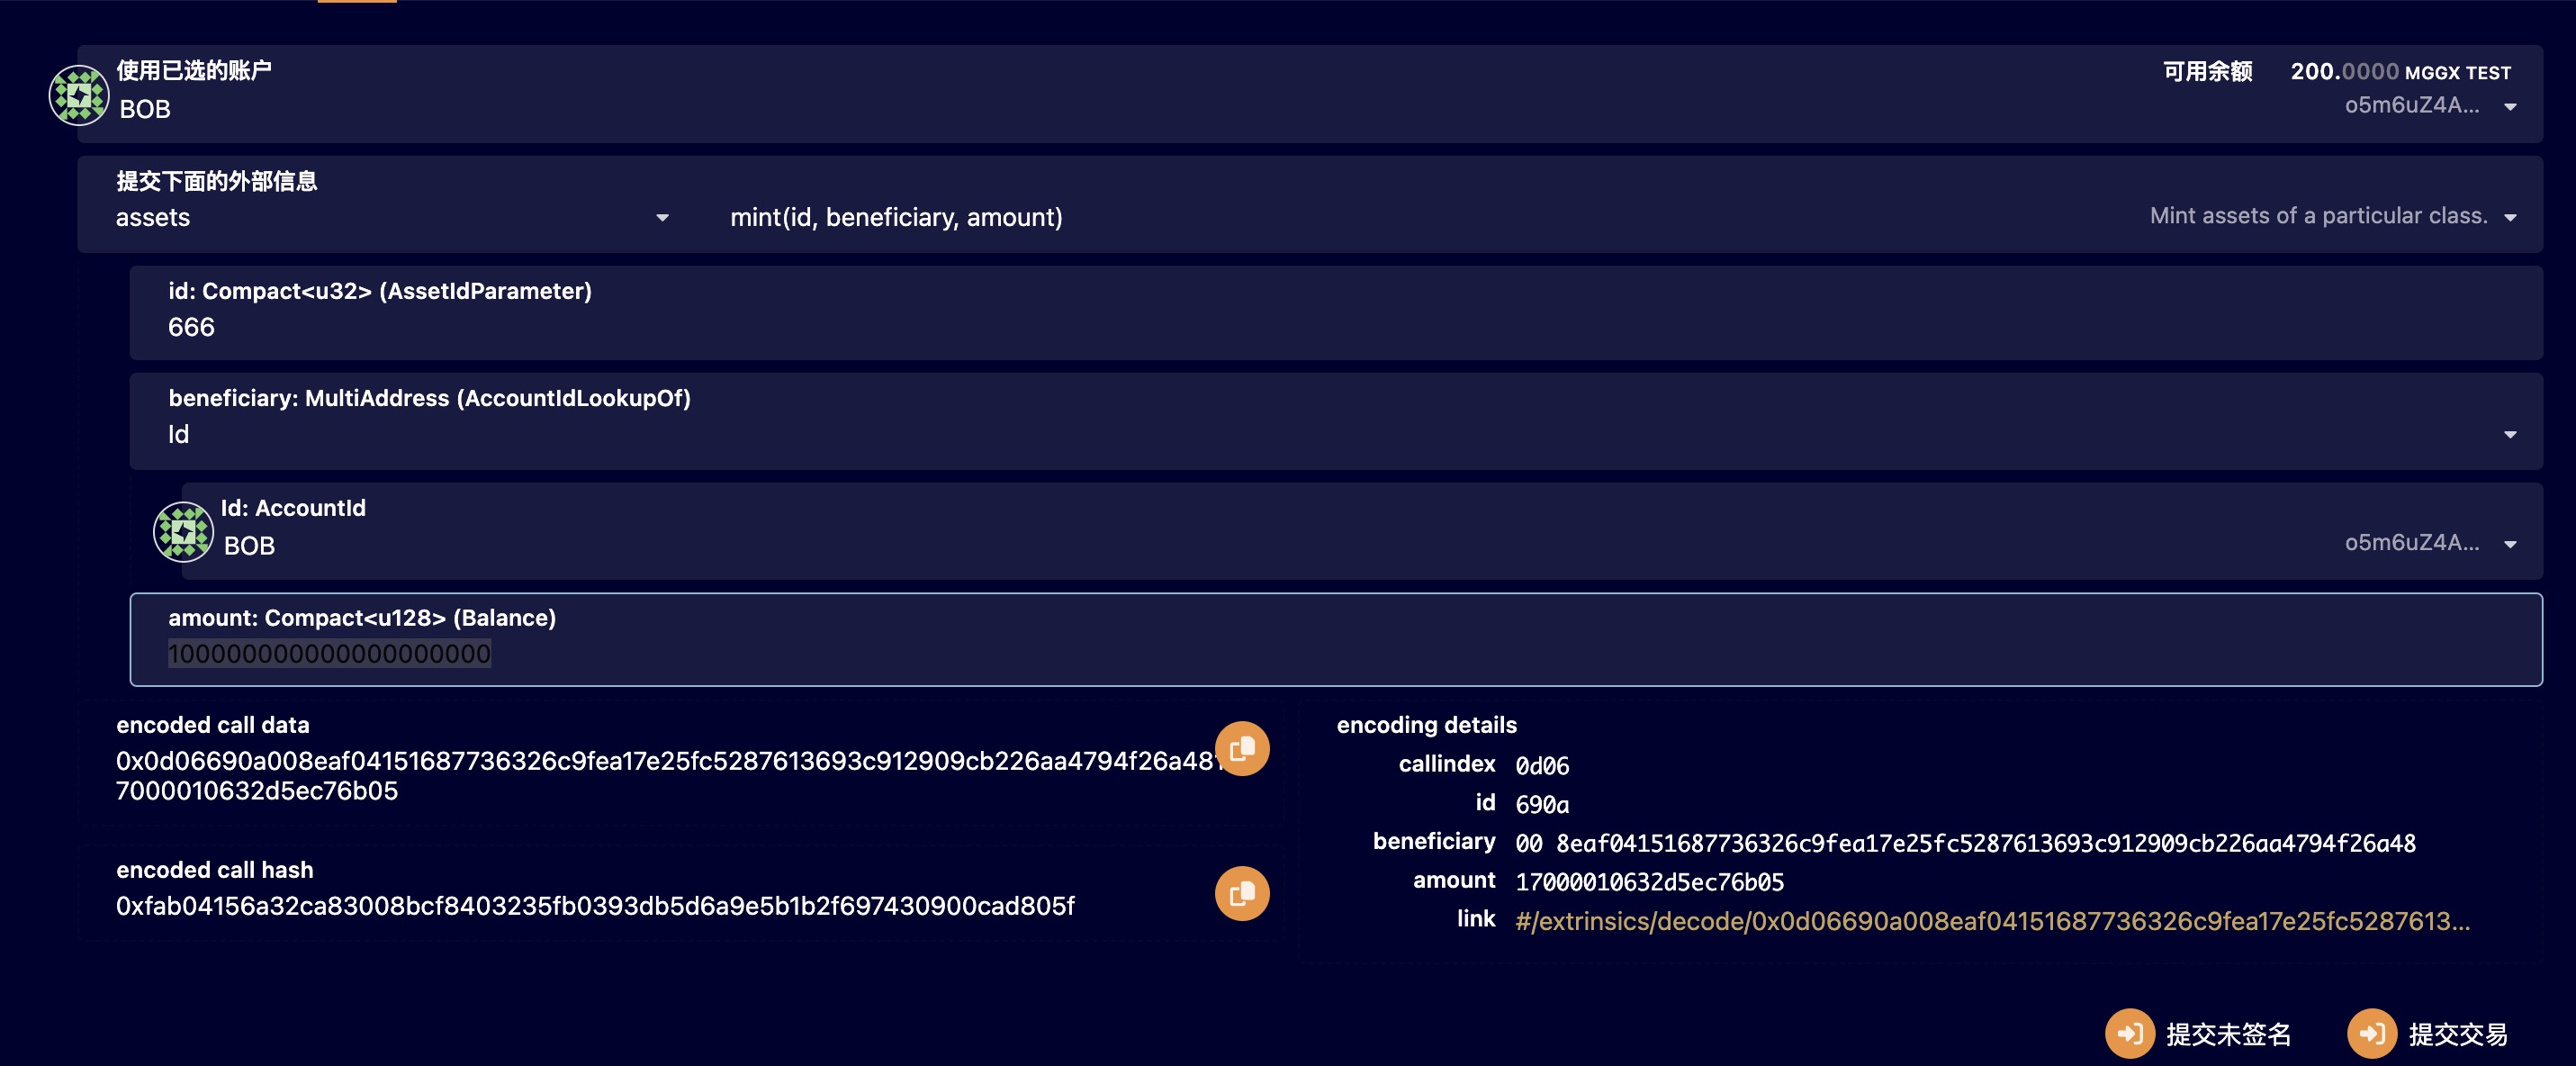 使用已选的账户
BOB
可用余额 200.0000 MGGX TEST
o5m6uZ4A...
提交下面的外部信息
assets
mint(id, beneficiary, amount)
Mint assets of a particular class.
id: Compact<u32> (AssetIdParameter)
666
beneficiary: MultiAddress (AccountIdLookupOf)
Id
Id: AccountId
BOB
o5m6uZ4A...
amount: Compact<u128> (Balance)
100000000000000000000
encoded call data
0x0d06690a008eaf04151687736326c9fea17e25fc5287613693c912909cb226aa4794f26a481
7000010632d5ec76b05
encoded call hash
0xfab04156a32ca83008bcf8403235fb0393db5d6a9e5b1b2f697430900cad805f
encoding details
callindex 0d06
id 690a
beneficiary 00 8eaf04151687736326c9fea17e25fc5287613693c912909cb226aa4794f26a48
amount 17000010632d5ec76b05
link #/extrinsics/decode/0x0d06690a008eaf04151687736326c9fea17e25fc5287613...
提交未签名
提交交易